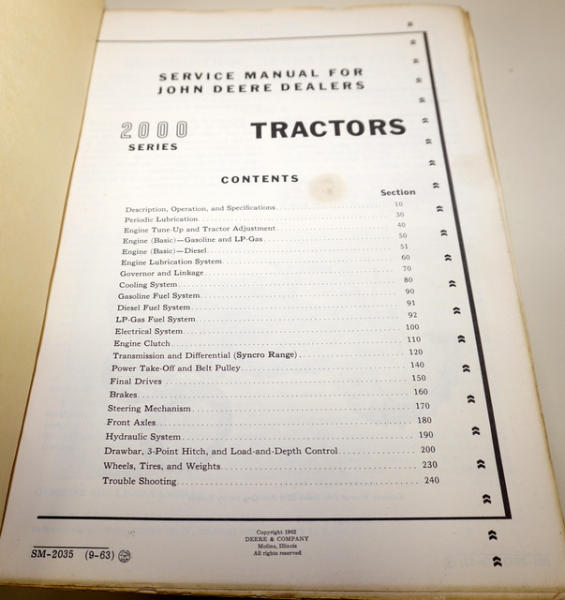 SERVICE MANUAL FOR
JOHN DEERE DEALERS
2000 TRACTORS
SERIES
CONTENTS
Section
Description, Operation, and Specifications 10
Periodic Lubrication 30
Engine Tune-Up and Tractor Adjustment 40
Engine (Basic)—Gasoline and LP-Gas 50
Engine (Basic)—Diesel 51
Engine Lubrication System 60
Governor and Linkage 70
Cooling System 80
Gasoline Fuel System 90
Diesel Fuel System 91
LP-Gas Fuel System 92
Electrical System 100
Engine Clutch 110
Transmission and Differential (Syncro Range) 120
Power Take-Off and Belt Pulley 140
Final Drives 150
Brakes 160
Steering Mechanism 170
Front Axles 180
Hydraulic System 190
Drawbar, 3-Point Hitch, and Load-and-Depth Control 200
Wheels, Tires, and Weights 230
Trouble Shooting 240
Copyright 1962
DEERE & COMPANY
Moline, Illinois
All rights reserved
SM-2035 (9-63)